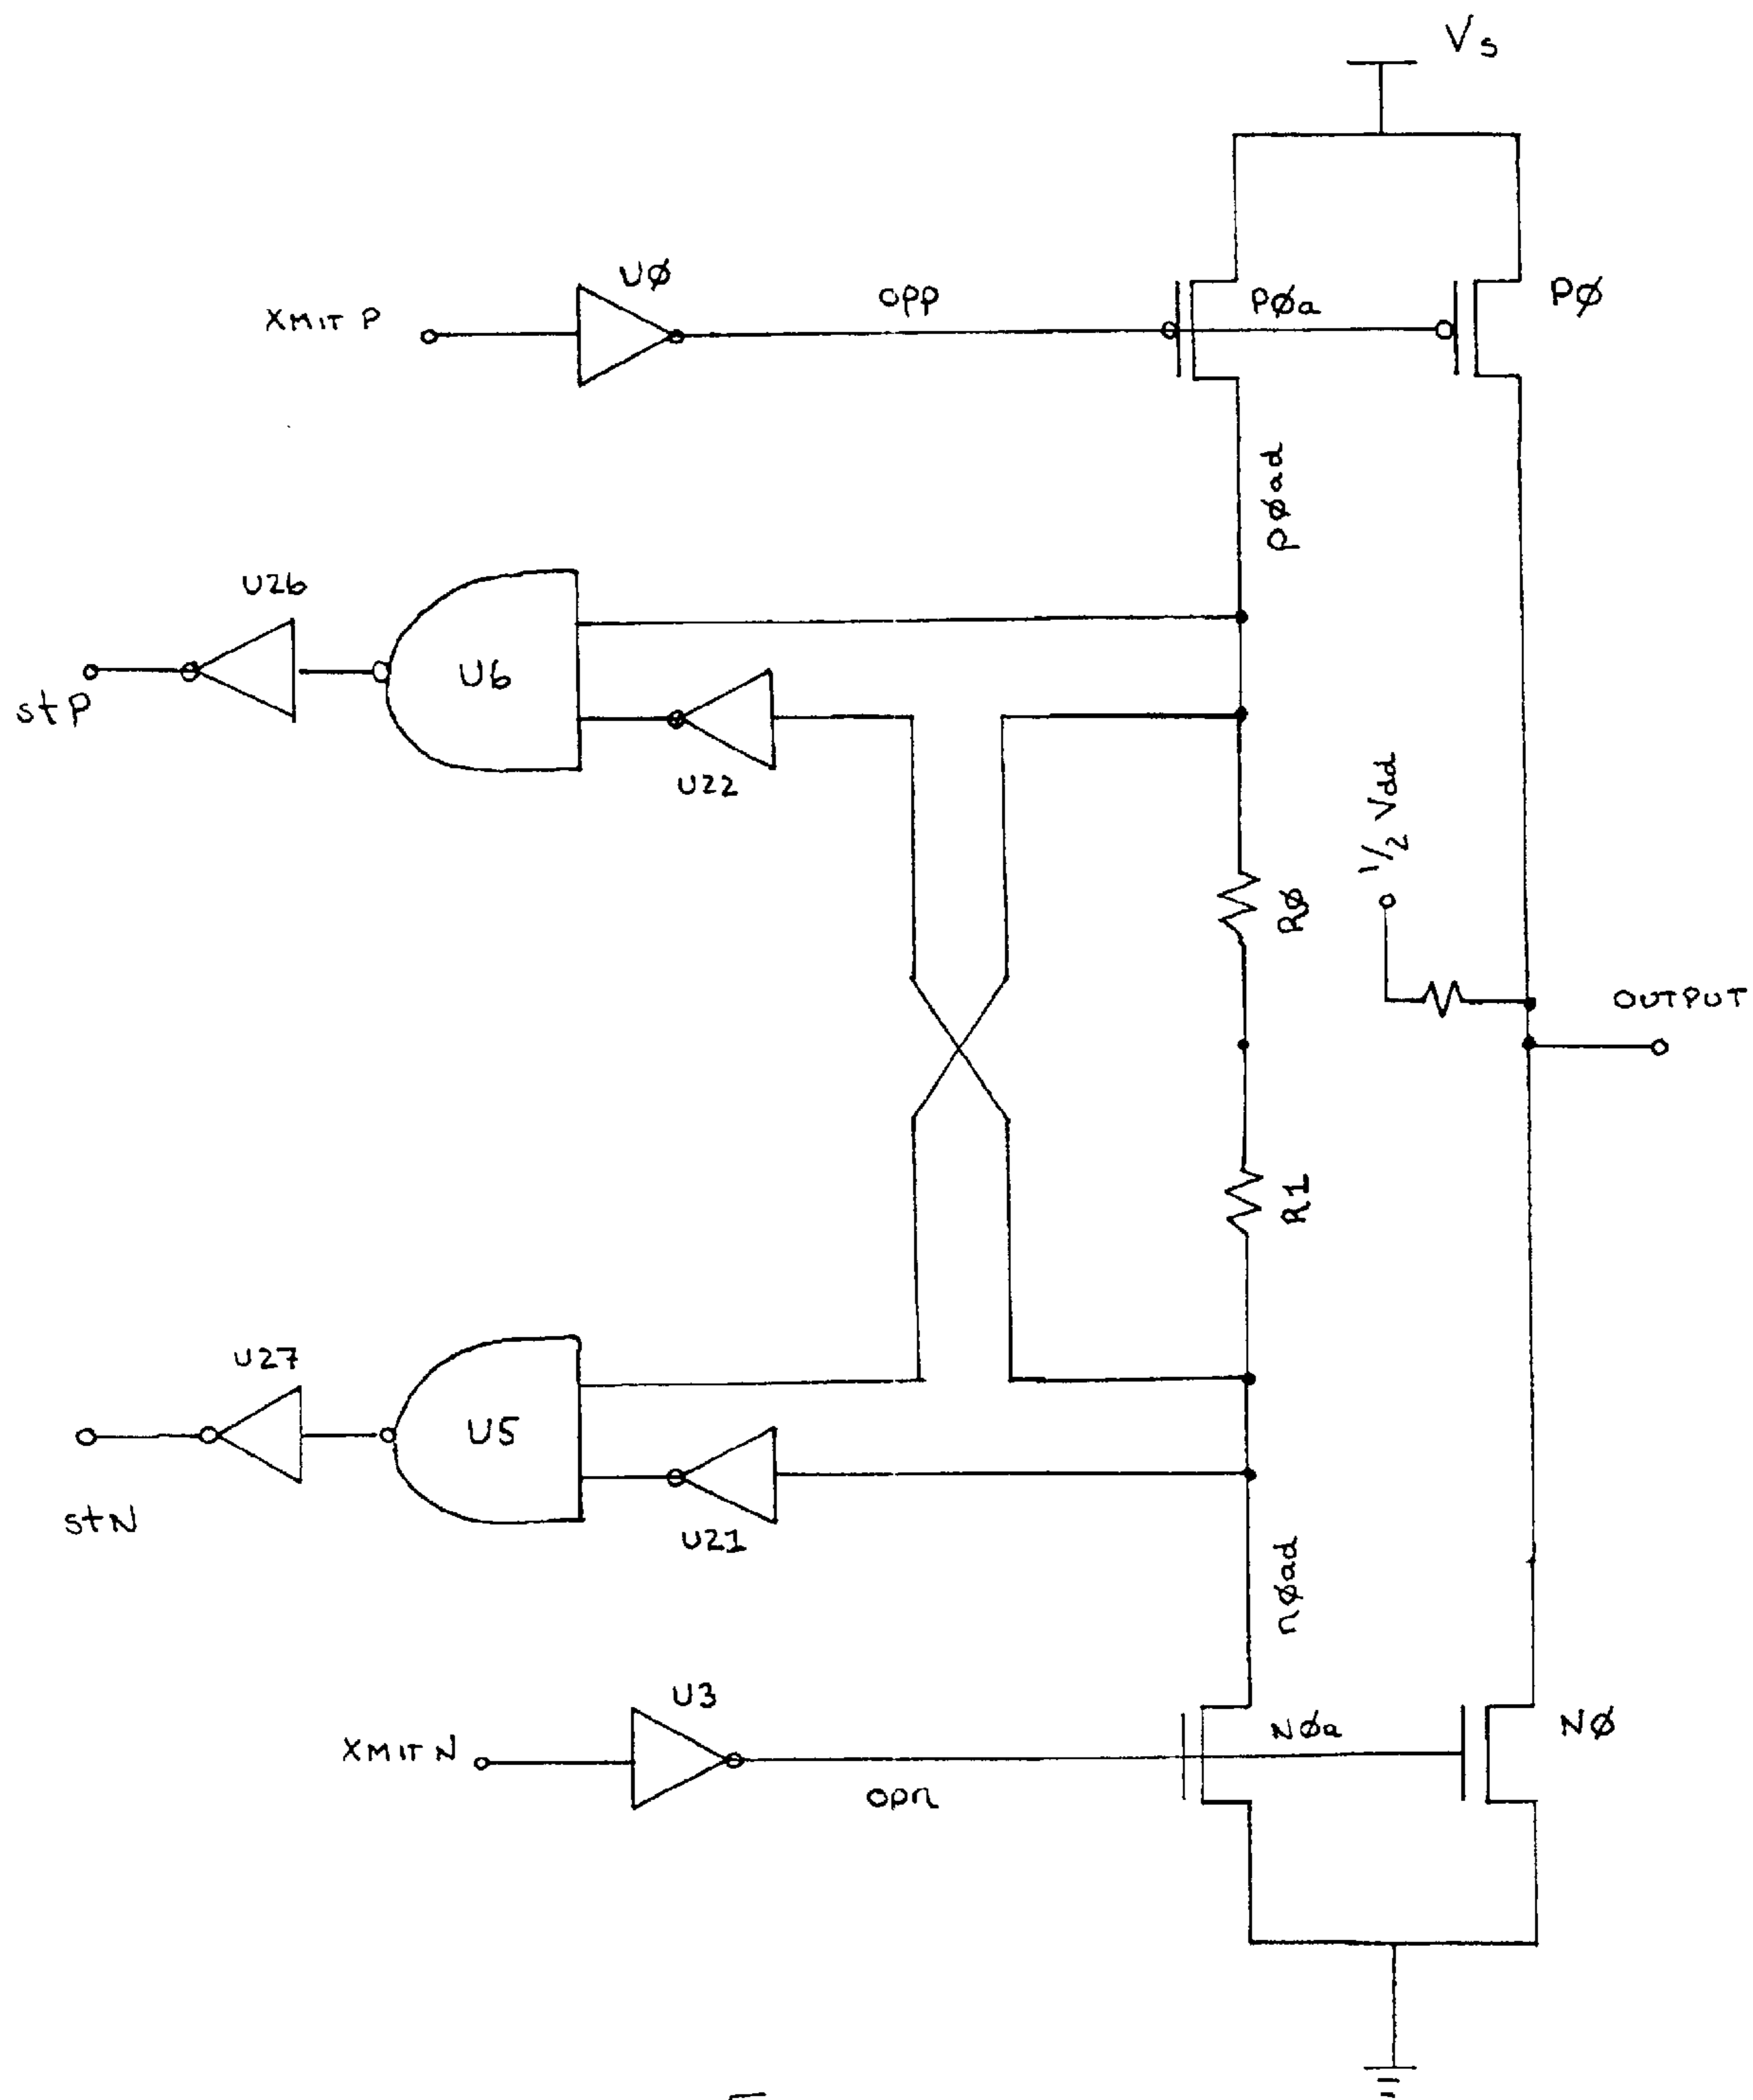 Vs
UØ
XMIT P
opp
PØa
PØ
pØad
U26
U6
stP
U22
1/2 Vdd
RØ
OUTPUT
R1
U27
U5
stN
U21
nØad
U3
XMIT N
NØa
NØ
opn